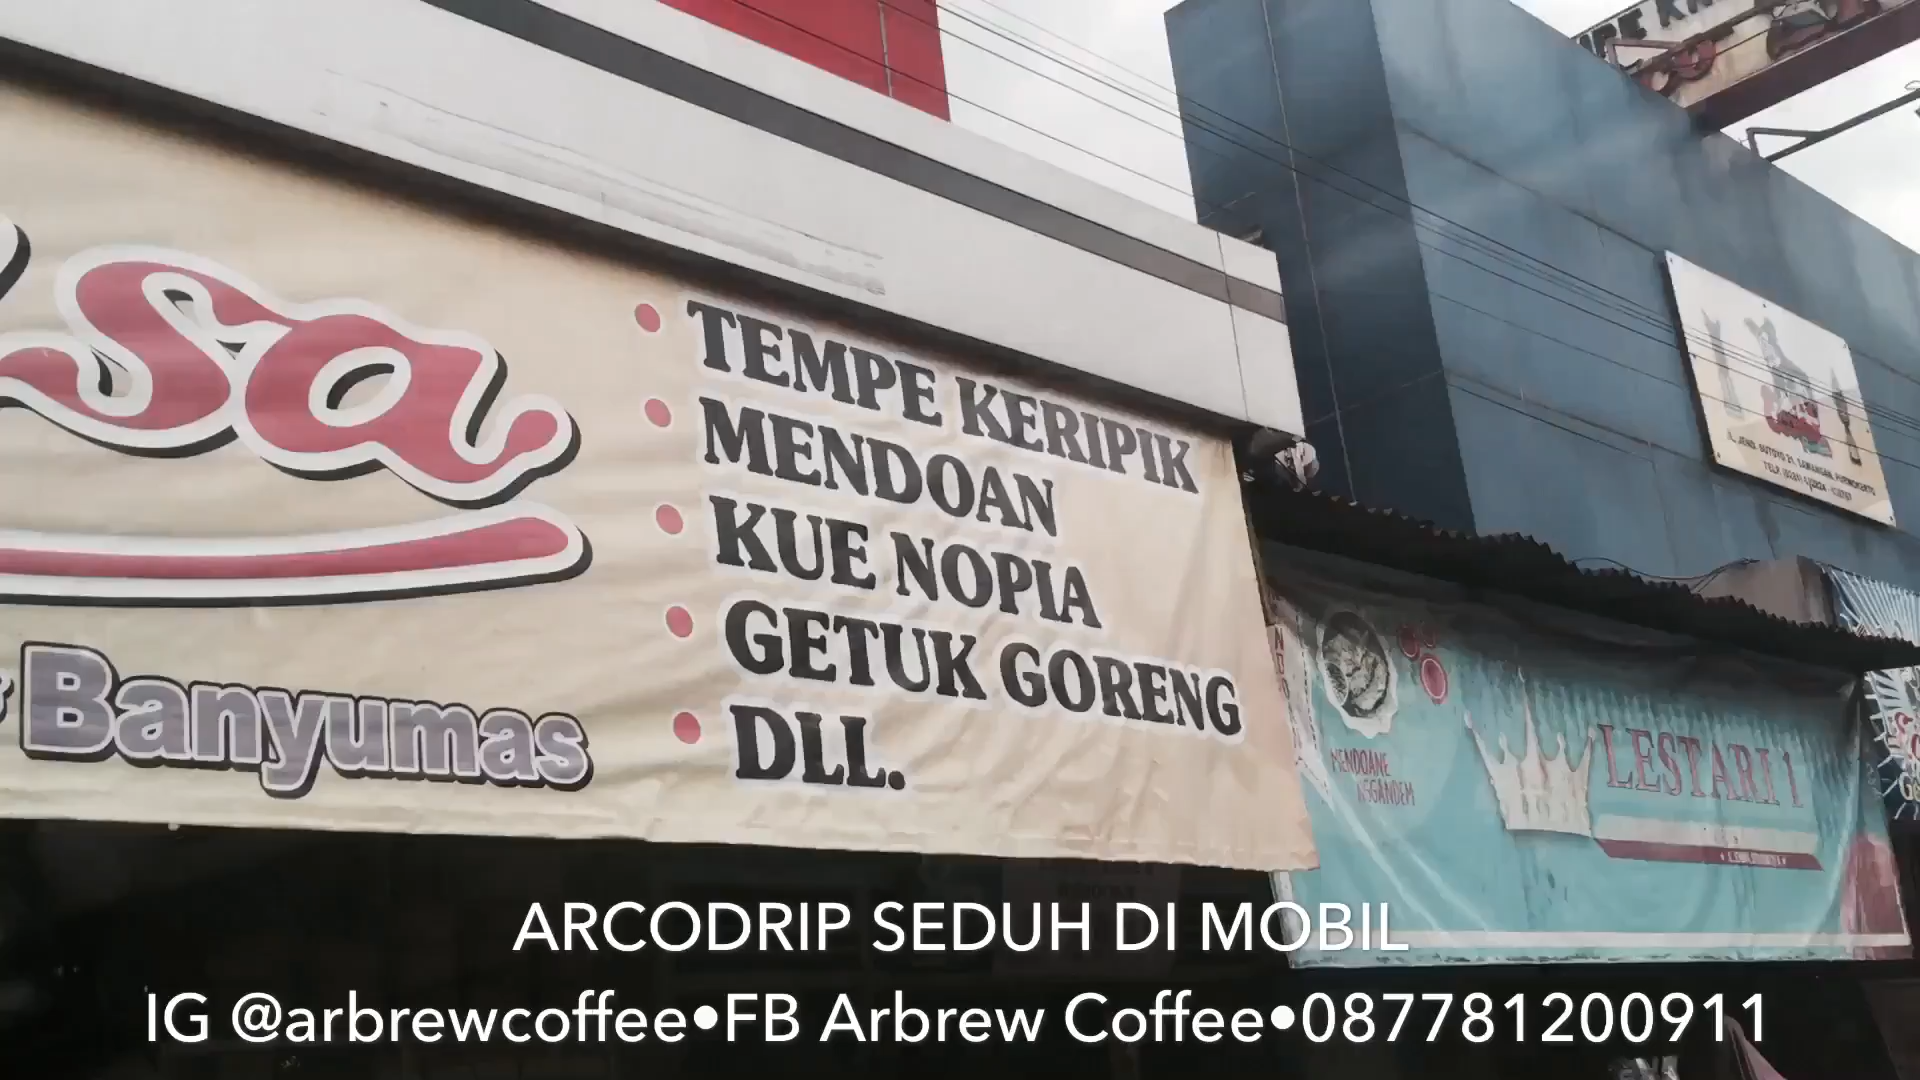 sa
Banyumas
• TEMPE KERIPIK
• MENDOAN
• KUE NOPIA
• GETUK GORENG
• DLL.
MENDOANE
NGGANDEM
LESTARI 1
ARCODRIP SEDUH DI MOBIL
IG @arbrewcoffee•FB Arbrew Coffee•087781200911